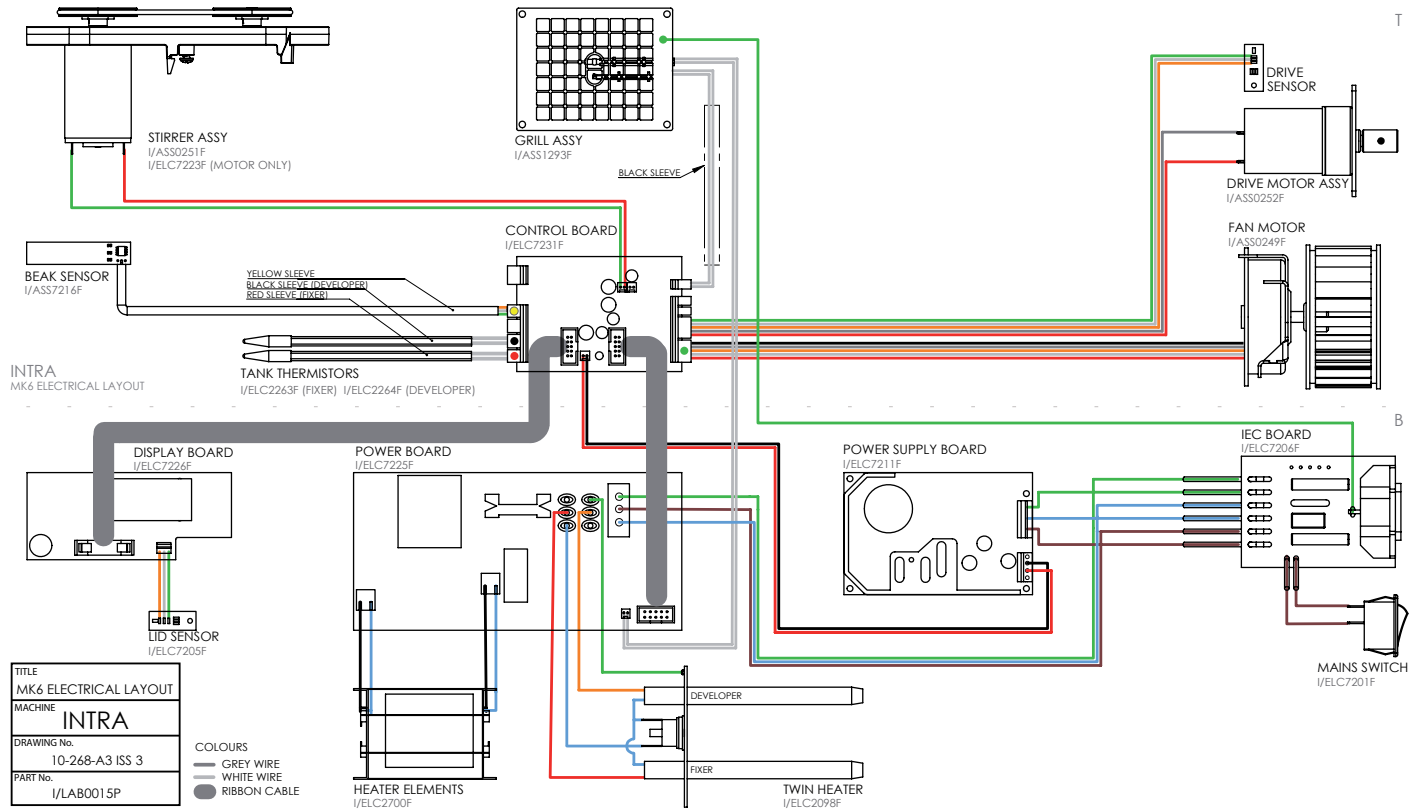 T
STIRRER ASSY
I/ASS0251F
I/ELC7223F (MOTOR ONLY)
GRILL ASSY
I/ASS1293F
BLACK SLEEVE
DRIVE
SENSOR
DRIVE MOTOR ASSY
I/ASS0252F
FAN MOTOR
I/ASS0249F
CONTROL BOARD
I/ELC7231F
BEAK SENSOR
I/ASS7216F
YELLOW SLEEVE
BLACK SLEEVE (DEVELOPER)
RED SLEEVE (FIXER)
TANK THERMISTORS
I/ELC2263F (FIXER) I/ELC2264F (DEVELOPER)
INTRA
MK6 ELECTRICAL LAYOUT
B
DISPLAY BOARD
I/ELC7226F
POWER BOARD
I/ELC7225F
POWER SUPPLY BOARD
I/ELC7211F
IEC BOARD
I/ELC7206F
LID SENSOR
I/ELC7205F
MAINS SWITCH
I/ELC7201F
DEVELOPER
FIXER
TWIN HEATER
I/ELC2098F
HEATER ELEMENTS
I/ELC2700F
TITLE
MK6 ELECTRICAL LAYOUT
MACHINE
INTRA
DRAWING No.
10-268-A3 ISS 3
PART No.
I/LAB0015P
COLOURS
GREY WIRE
WHITE WIRE
RIBBON CABLE